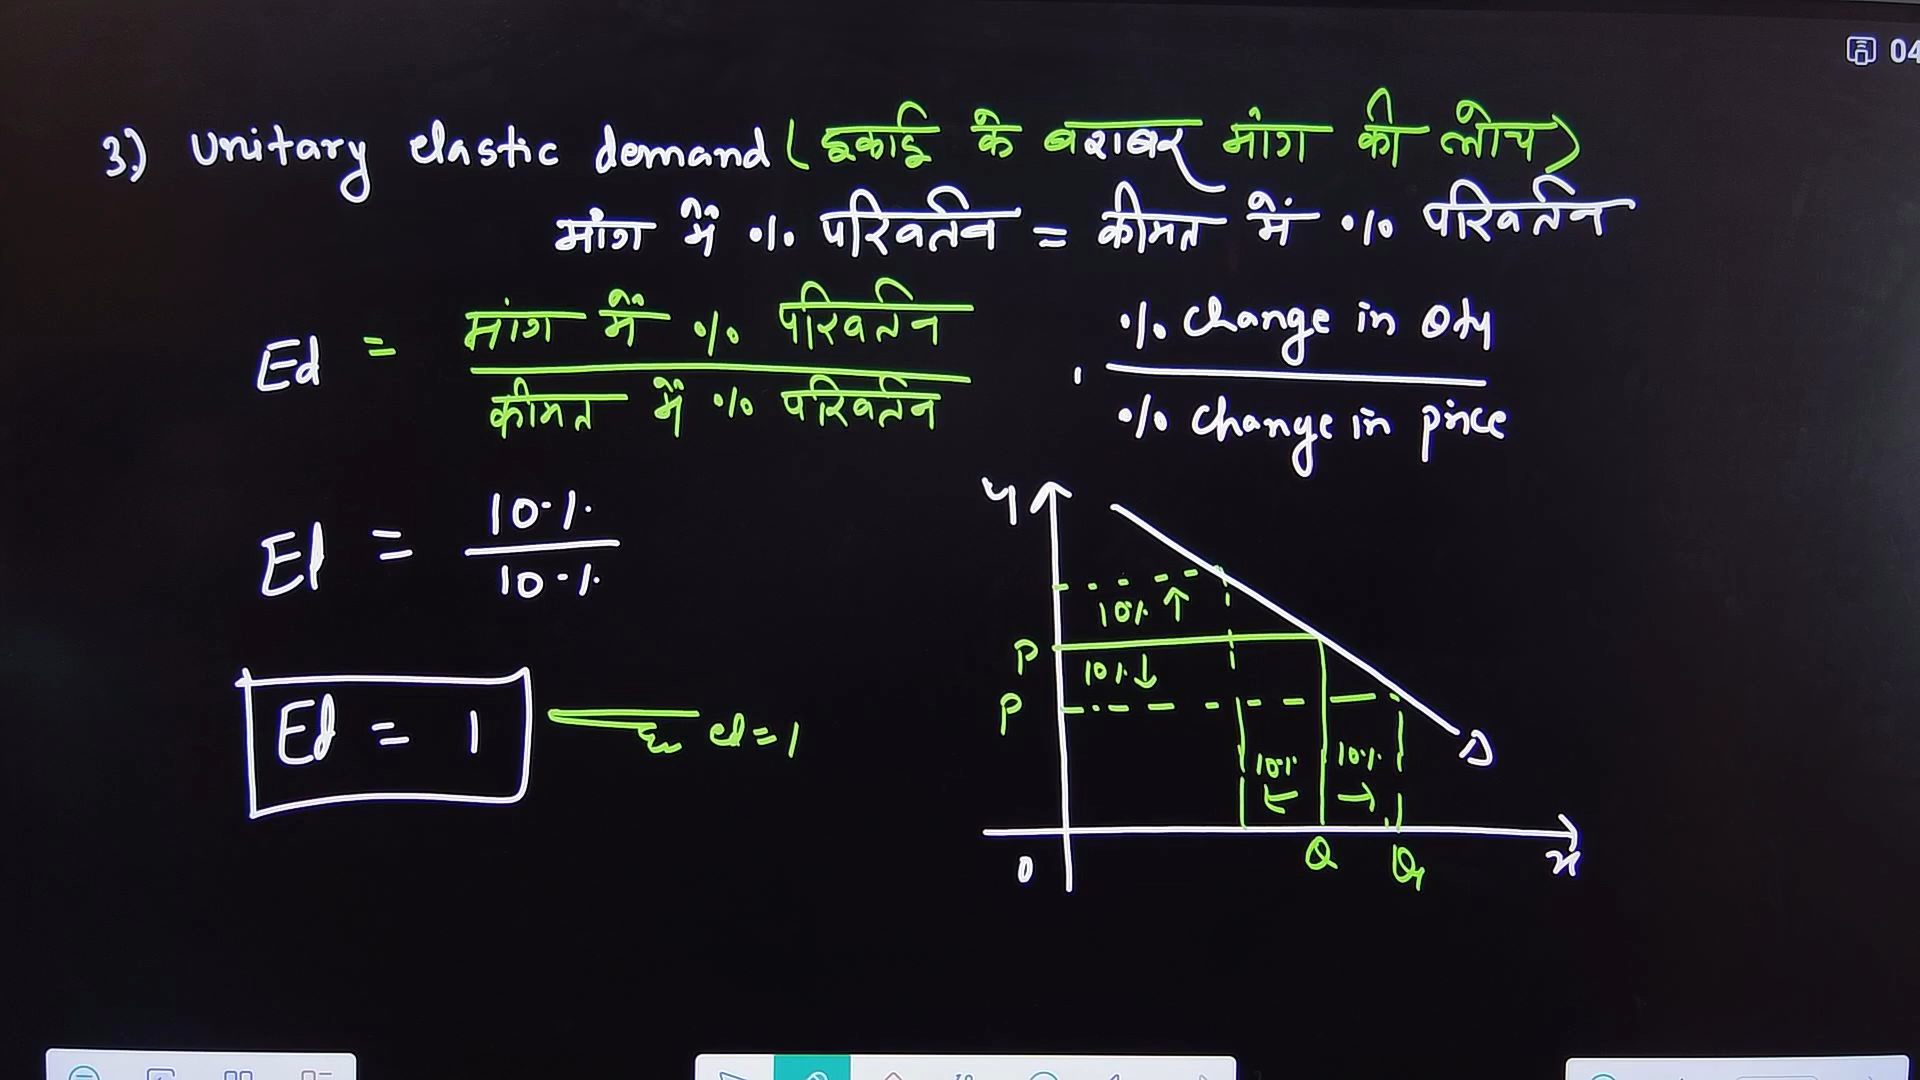 04
3.) Unitary elastic demand (इकाई के बराबर मांग की लोच)
मांग में % परिवर्तन = कीमत में % परिवर्तन
Ed = मांग में % परिवर्तन / कीमत में % परिवर्तन
% change in Qty / % change in price
Ed = 10% / 10%
Ed = 1
ed = 1
y
10% ↑
P
10% ↓
P
D
10% ←
10% →
0
Q
Q1
x